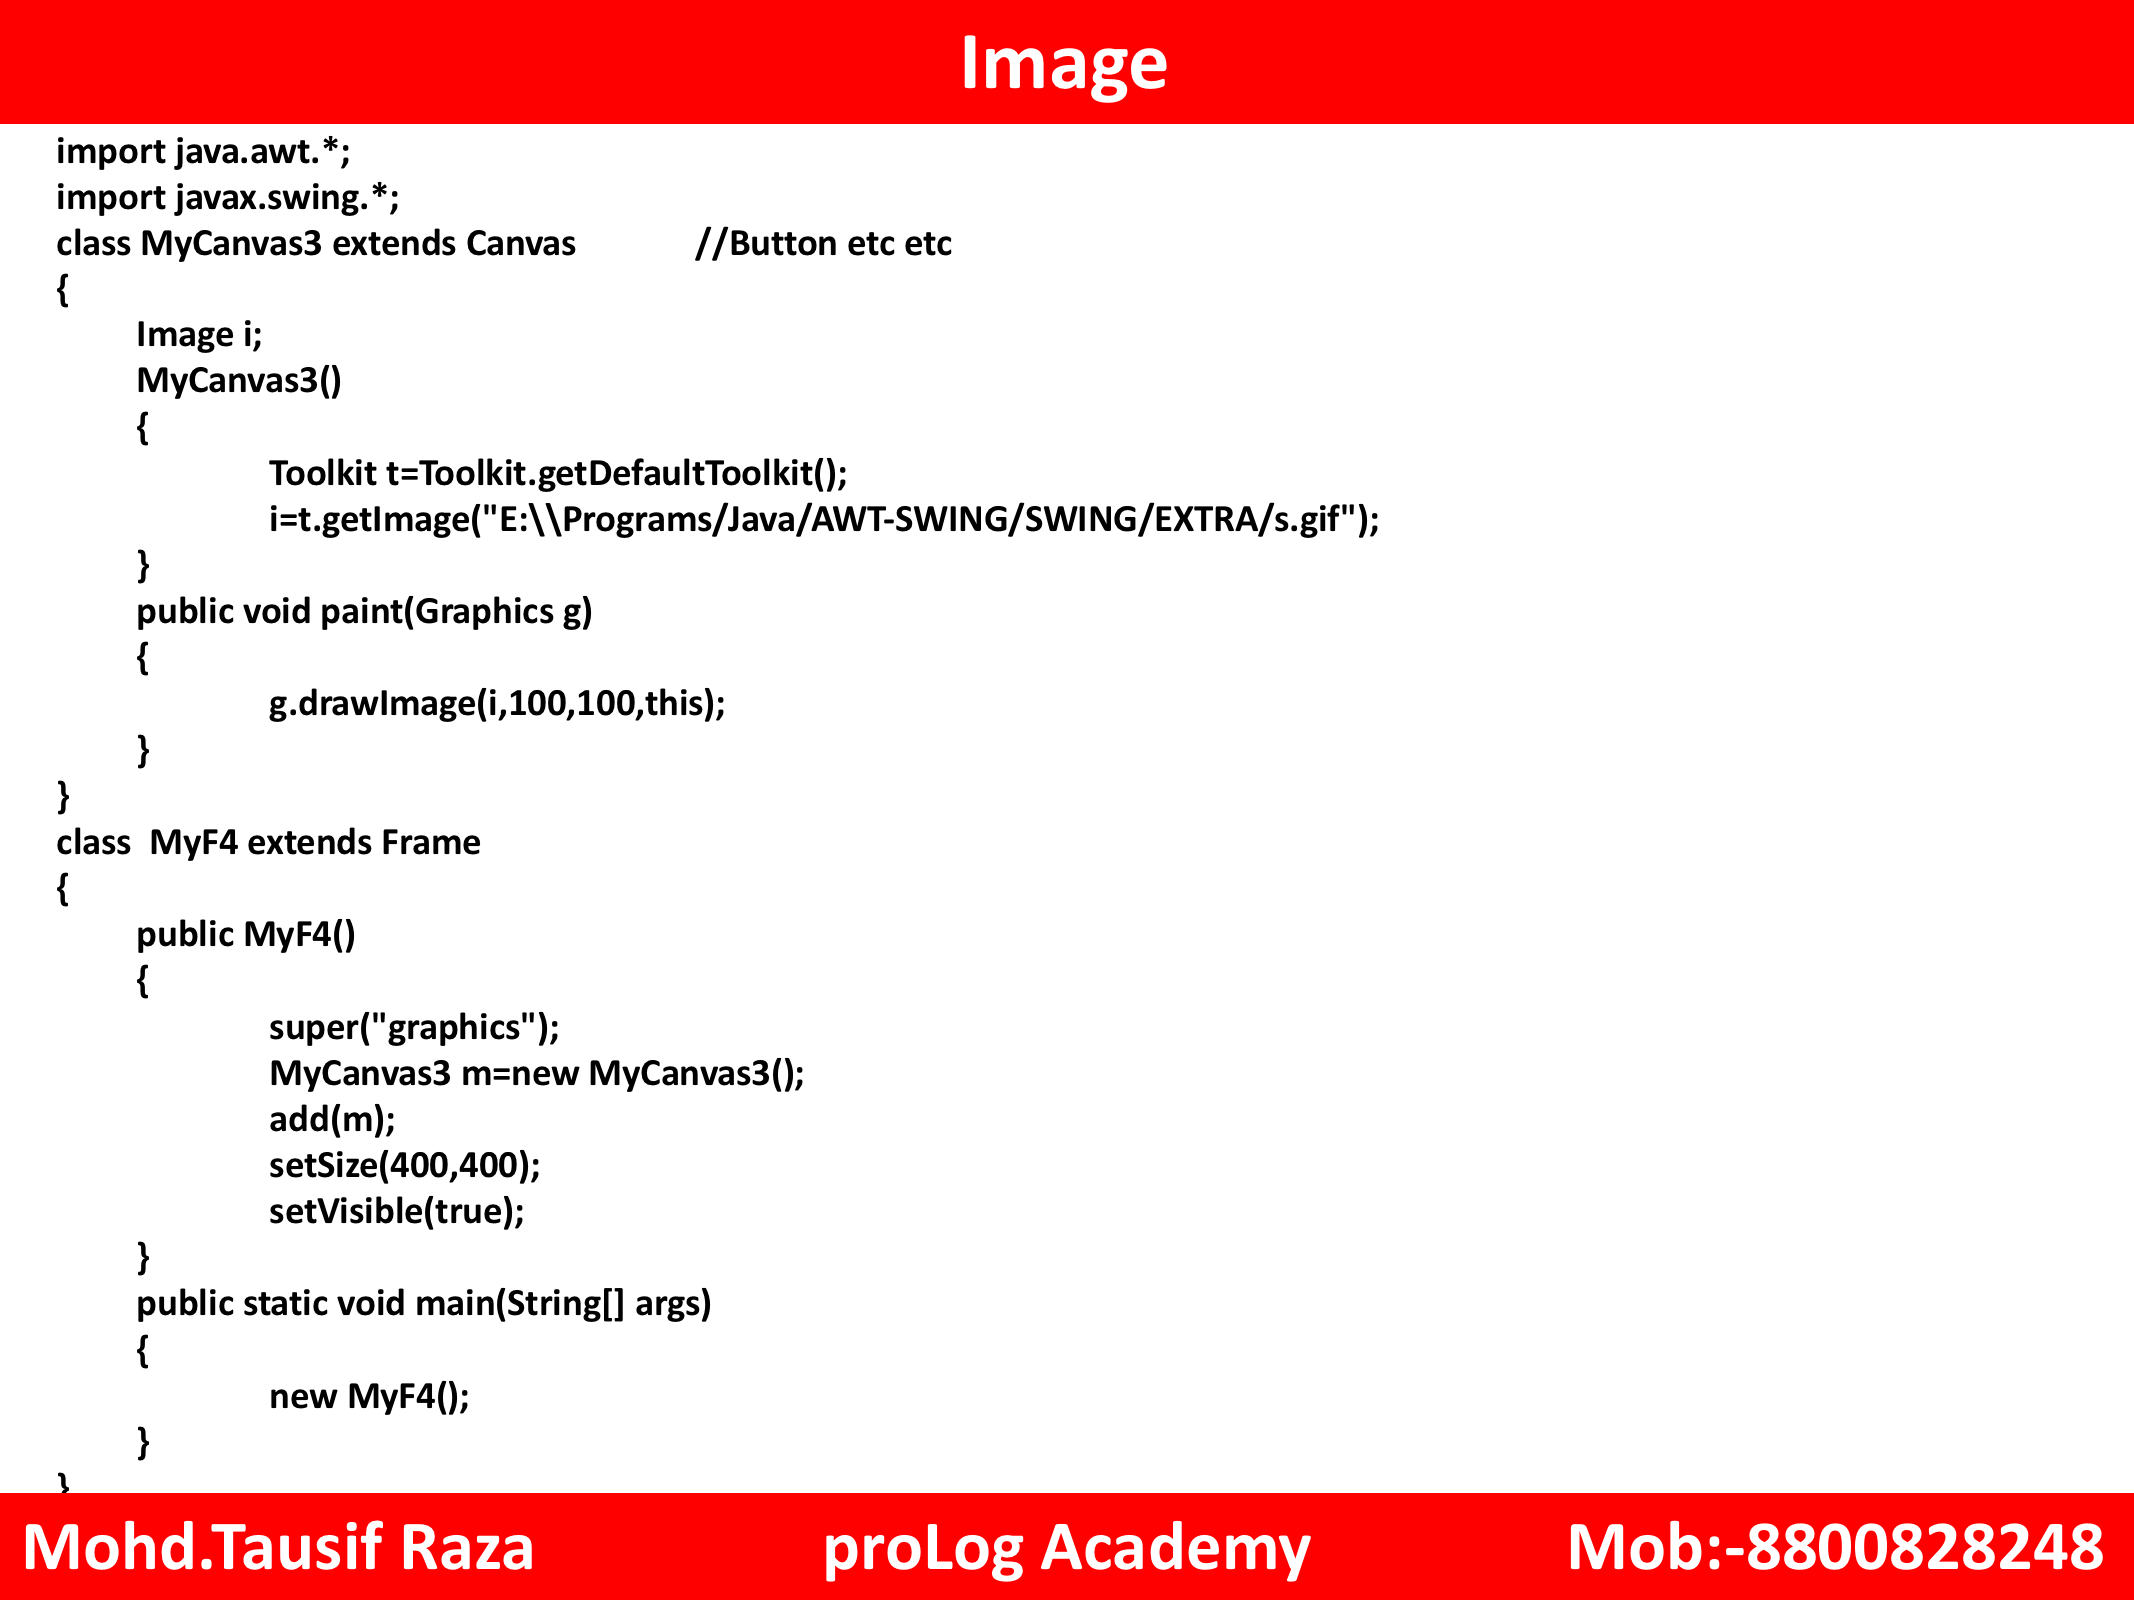 Image
import java.awt.*;
import javax.swing.*;
class MyCanvas3 extends Canvas //Button etc etc
{
Image i;
MyCanvas3()
{
Toolkit t=Toolkit.getDefaultToolkit();
i=t.getImage("E:\\Programs/Java/AWT-SWING/SWING/EXTRA/s.gif");
}
public void paint(Graphics g)
{
g.drawImage(i,100,100,this);
}
}
class  MyF4 extends Frame
{
public MyF4()
{
super("graphics");
MyCanvas3 m=new MyCanvas3();
add(m);
setSize(400,400);
setVisible(true);
}
public static void main(String[] args)
{
new MyF4();
}
}
Mohd.Tausif Raza proLog Academy Mob:-8800828248